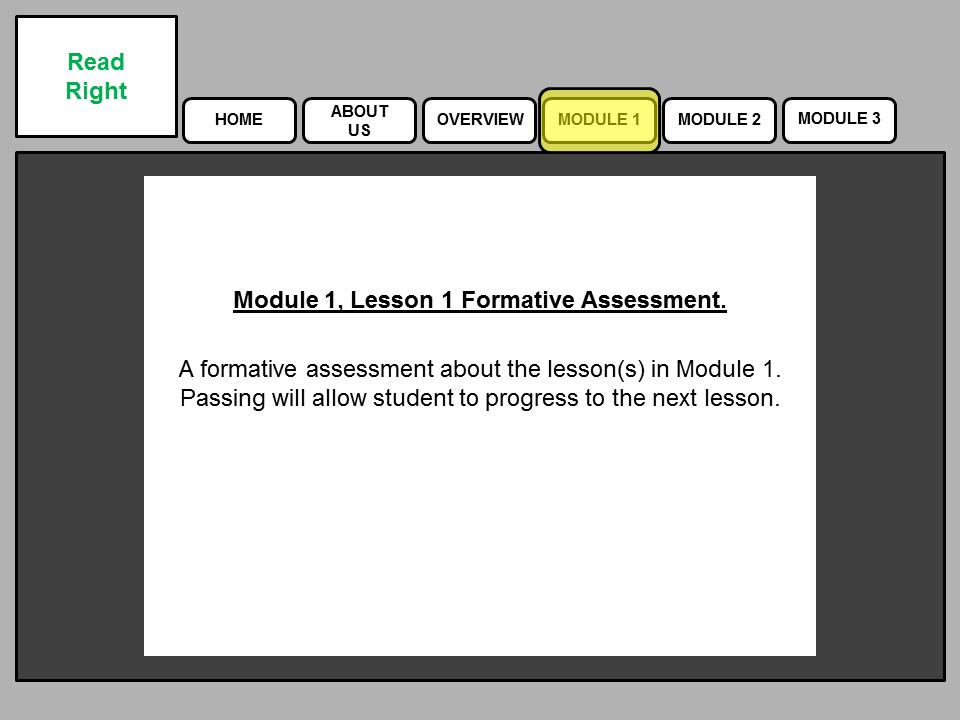 Read
Right
HOME
ABOUT
US
OVERVIEW
MODULE 1
MODULE 2
MODULE 3
Module 1, Lesson 1 Formative Assessment.
A formative assessment about the lesson(s) in Module 1.
Passing will allow student to progress to the next lesson.